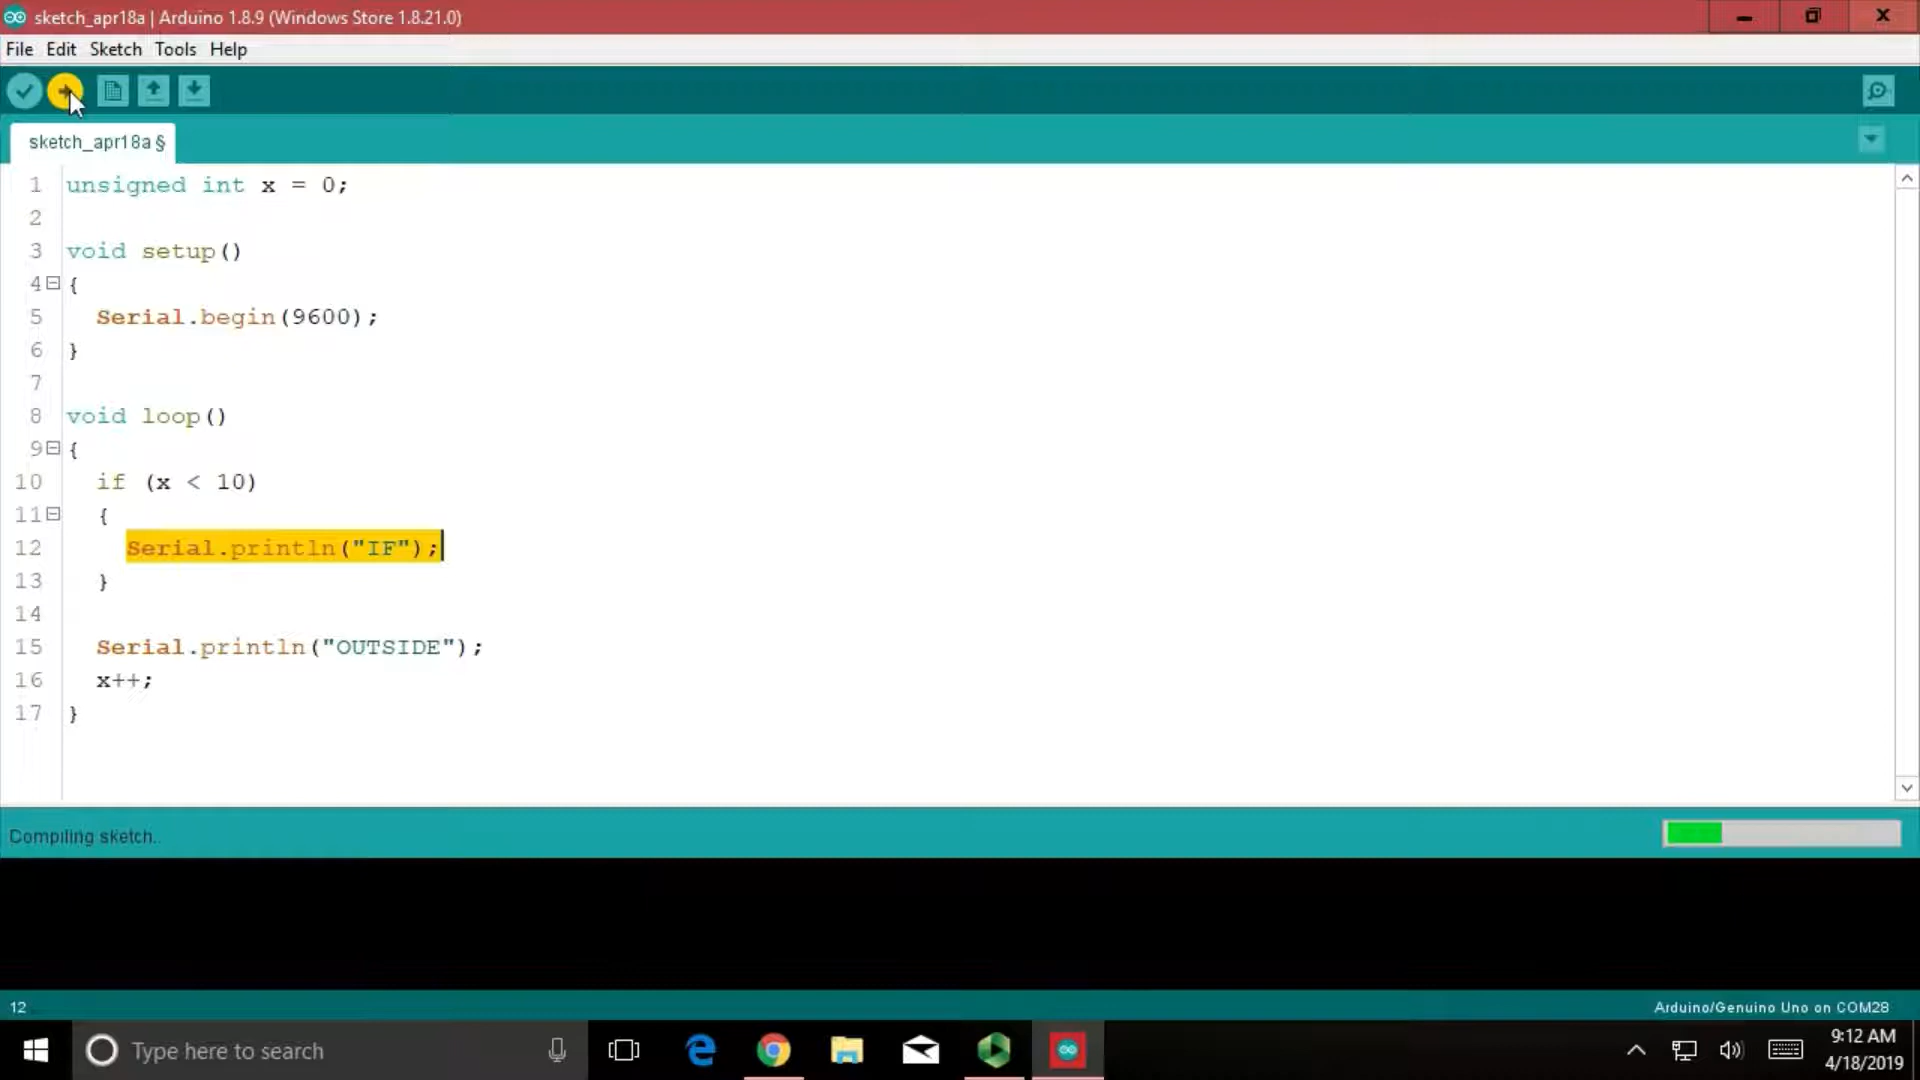 sketch_apr18a | Arduino 1.8.9 (Windows Store 1.8.21.0)
File Edit Sketch Tools Help
sketch_apr18a §
1 unsigned int x = 0;
2
3 void setup()
4 {
5 Serial.begin(9600);
6 }
7
8 void loop()
9 {
10 if (x < 10)
11 {
12 Serial.println("IF");
13 }
14
15 Serial.println("OUTSIDE");
16 x++;
17 }
Compiling sketch..
12 Arduino/Genuino Uno on COM28
Type here to search
9:12 AM
4/18/2019